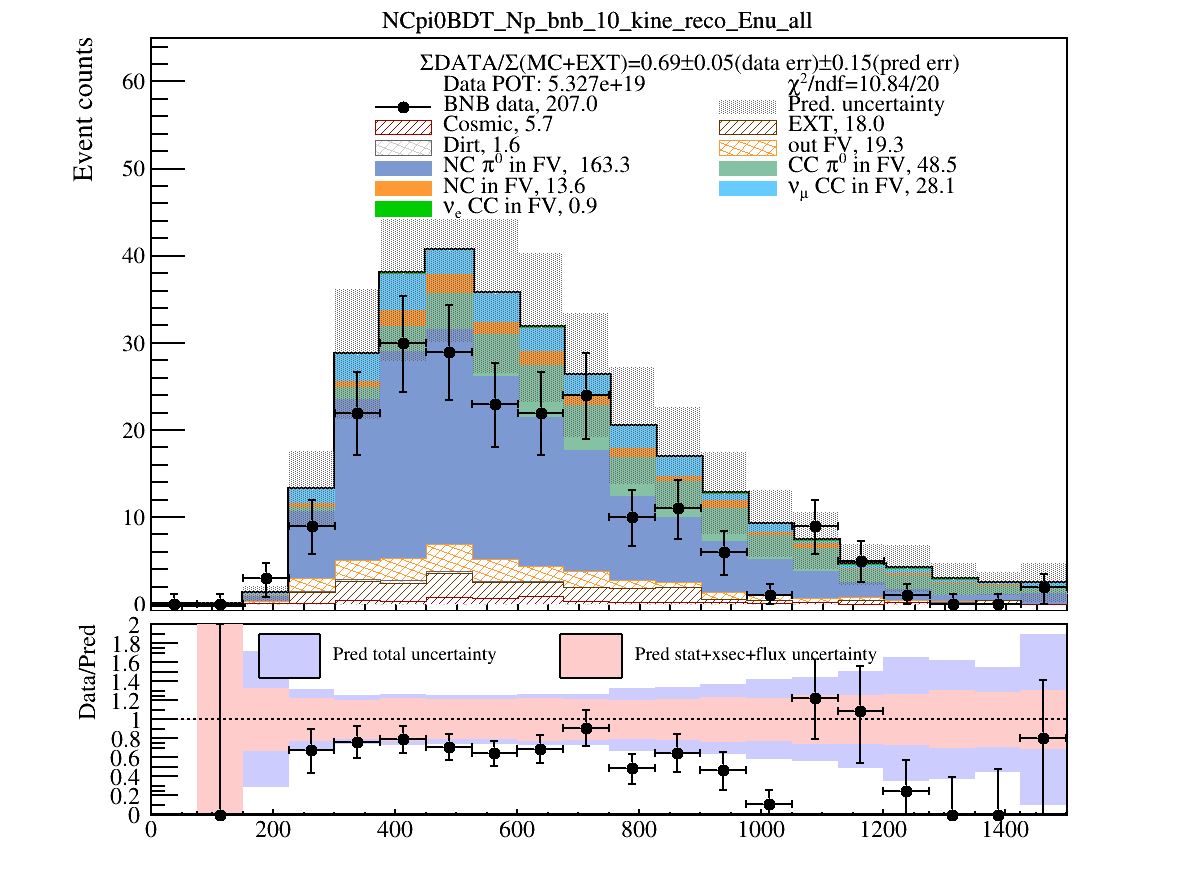 NCpi0BDT_Np_bnb_10_kine_reco_Enu_all
Event counts
ΣDATA/Σ(MC+EXT)=0.69±0.05(data err)±0.15(pred err)
Data POT: 5.327e+19
χ²/ndf=10.84/20
BNB data, 207.0
Pred. uncertainty
Cosmic, 5.7
EXT, 18.0
Dirt, 1.6
out FV, 19.3
NC π⁰ in FV, 163.3
CC π⁰ in FV, 48.5
NC in FV, 13.6
νμ CC in FV, 28.1
νe CC in FV, 0.9
60
50
40
30
20
10
0
Data/Pred
Pred total uncertainty
Pred stat+xsec+flux uncertainty
2
1.8
1.6
1.4
1.2
1
0.8
0.6
0.4
0.2
0
0 200 400 600 800 1000 1200 1400